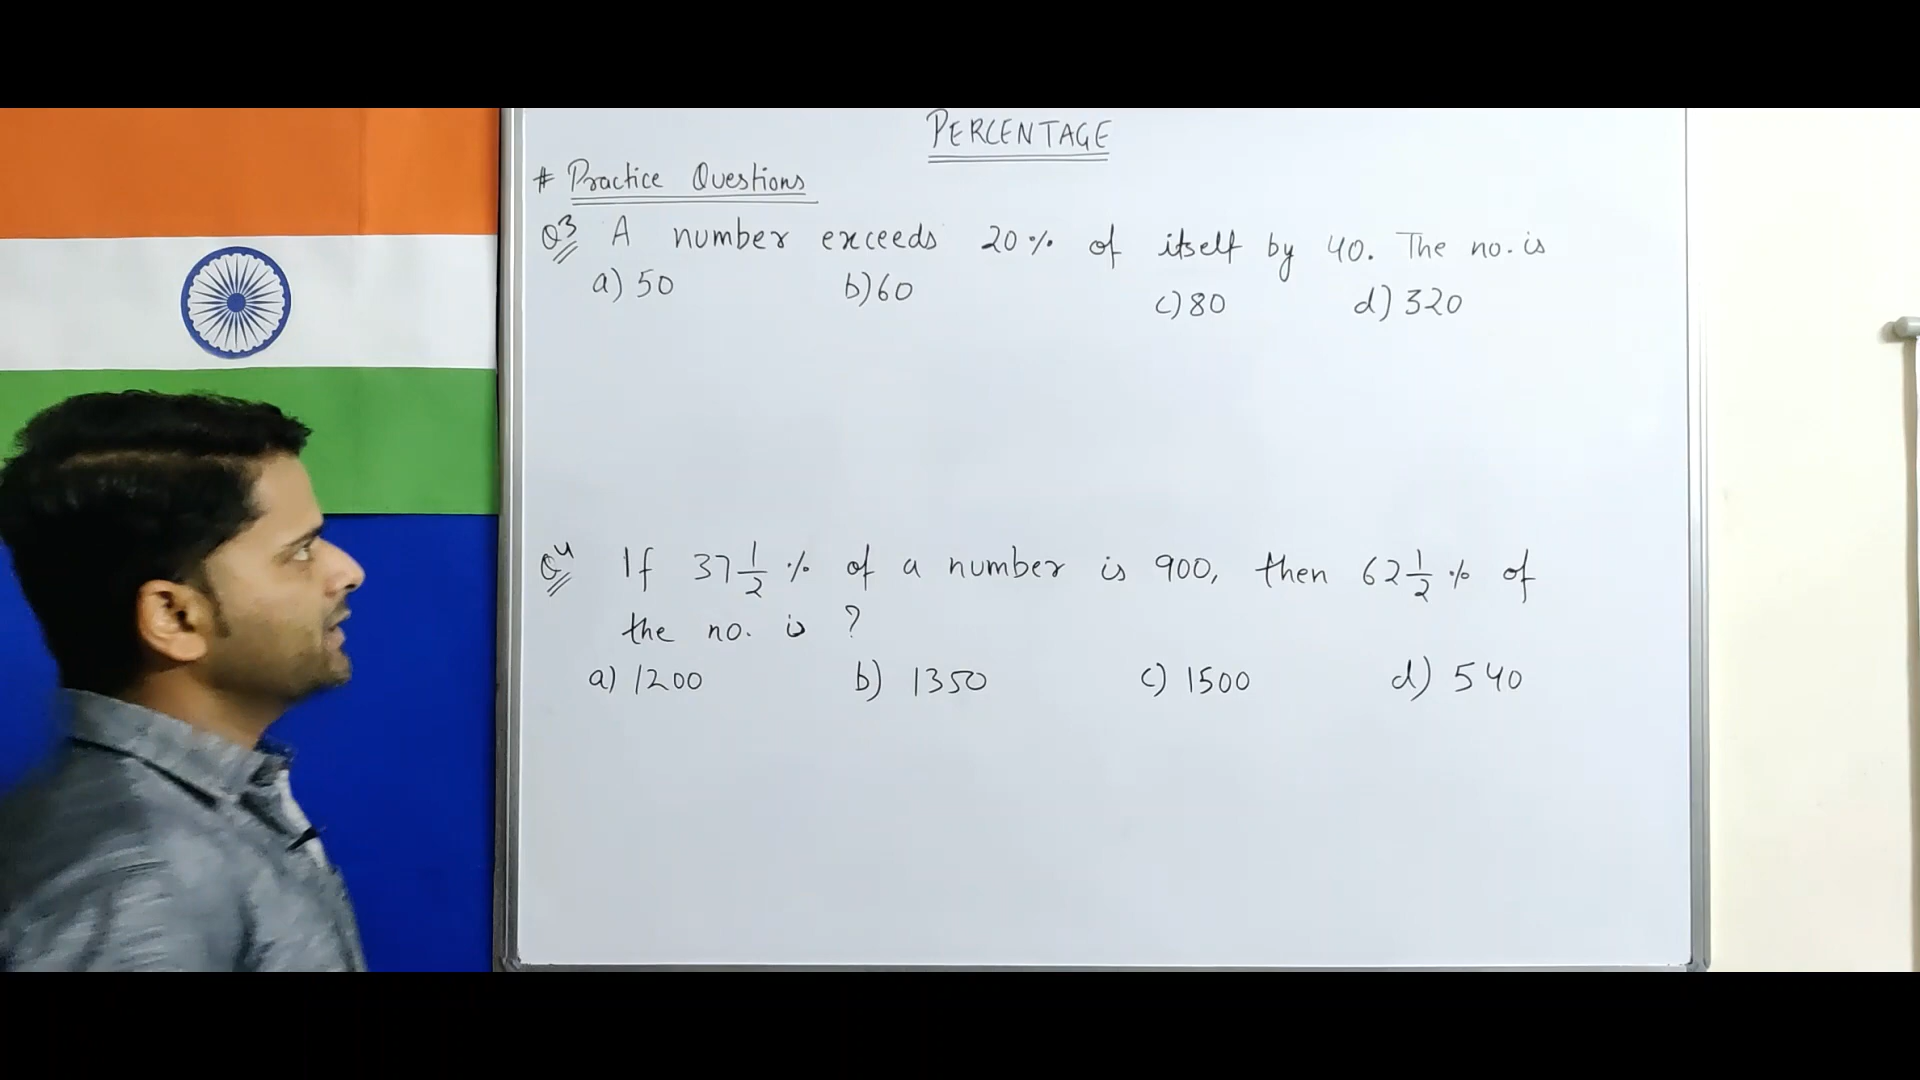 PERCENTAGE
# Practice Questions
Q3 A number exceeds 20% of itself by 40. The no. is
a) 50 b) 60 c) 80 d) 320
Q4 If 37 1/2 % of a number is 900, then 62 1/2 % of
the no. is ?
a) 1200 b) 1350 c) 1500 d) 540